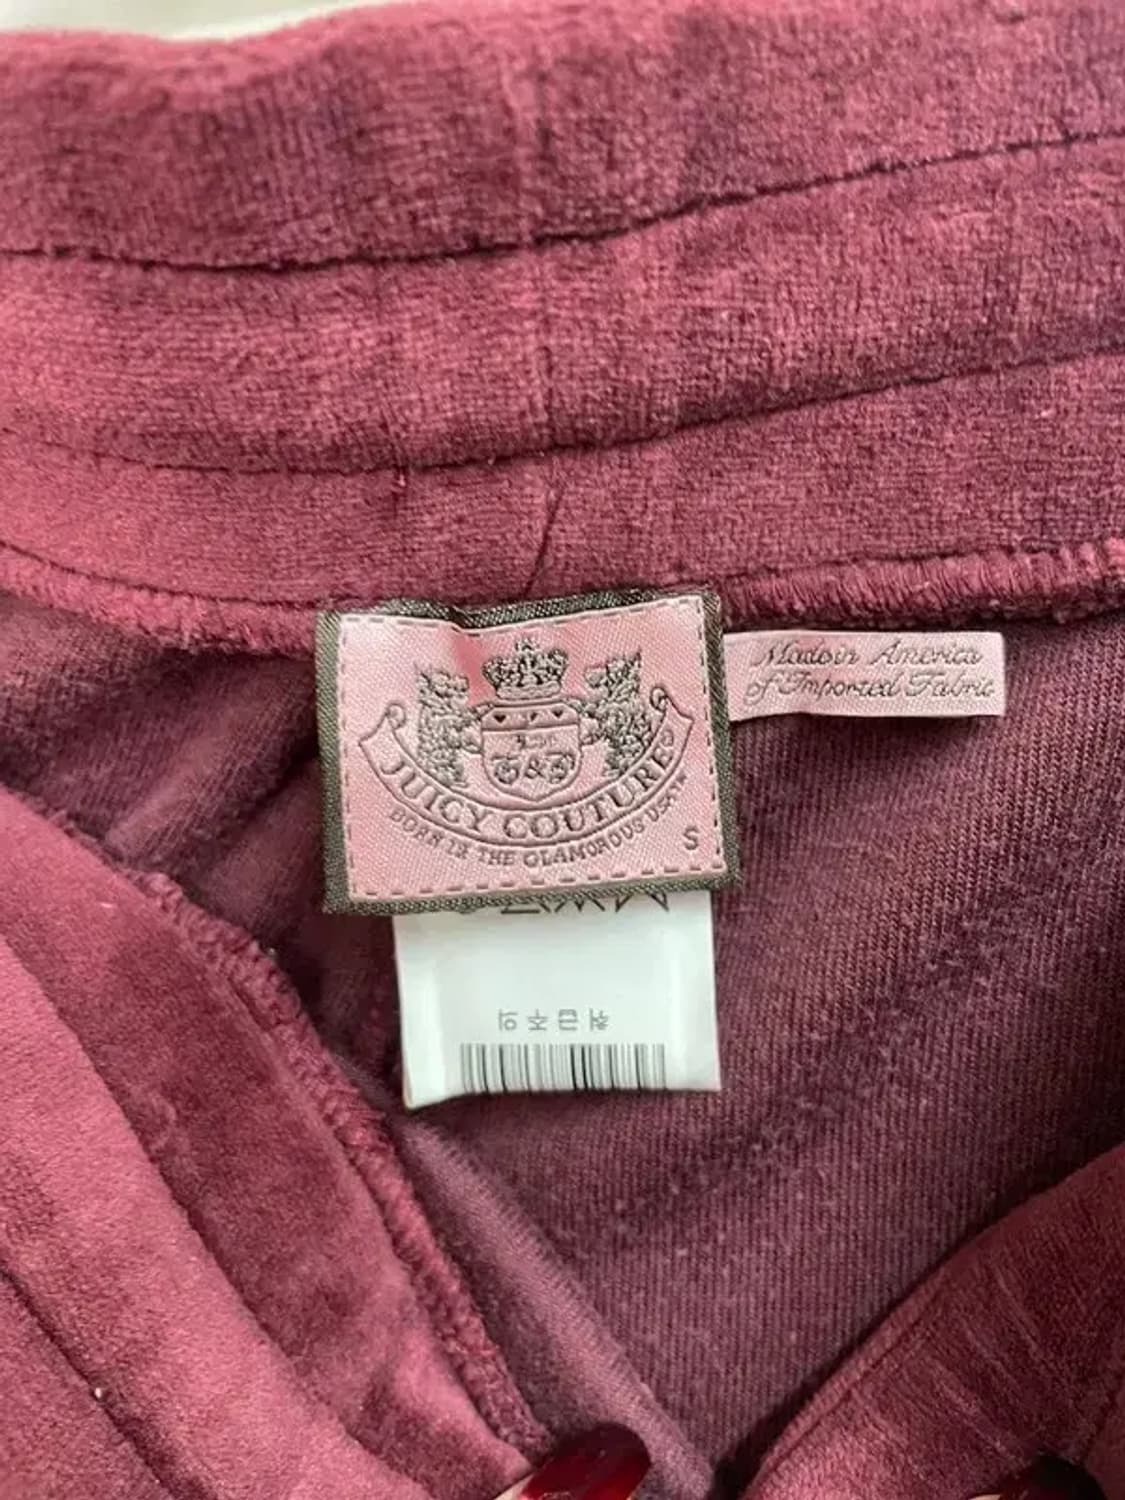 G&P
JUICY COUTURE
BORN IN THE GLAMOROUS USA
S
Made in America
of Imported Fabric